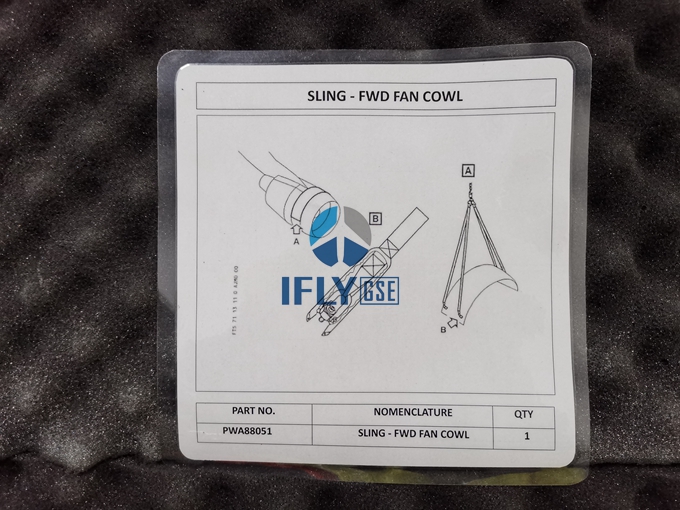 SLING - FWD FAN COWL
A
B
A
B
IFLY GSE
PART NO. NOMENCLATURE QTY
PWA88051 SLING - FWD FAN COWL 1